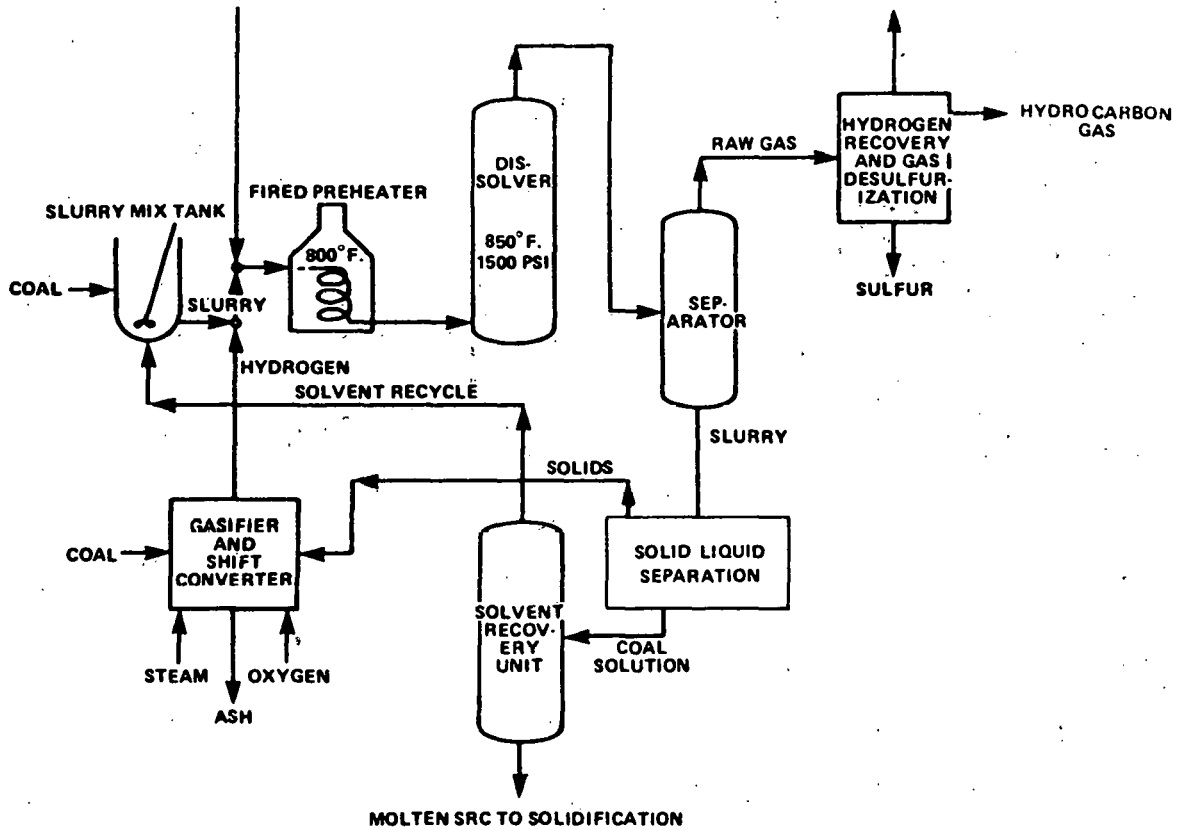 HYDROCARBON
GAS
HYDROGEN
RECOVERY
AND GAS
DESULFUR-
IZATION
RAW GAS
DIS-
SOLVER
850°F.
1500 PSI
FIRED PREHEATER
800°F.
SLURRY MIX TANK
COAL
SLURRY
SULFUR
SEP-
ARATOR
HYDROGEN
SOLVENT RECYCLE
SLURRY
SOLIDS
GASIFIER
AND
SHIFT
CONVERTER
COAL
SOLID LIQUID
SEPARATION
SOLVENT
RECOV-
ERY
UNIT
COAL
SOLUTION
STEAM
OXYGEN
ASH
MOLTEN SRC TO SOLIDIFICATION